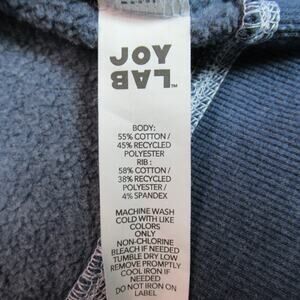 JOY
LAB™
BODY:
55% COTTON /
45% RECYCLED
POLYESTER
RIB :
58% COTTON /
38% RECYCLED
POLYESTER /
4% SPANDEX
MACHINE WASH
COLD WITH LIKE
COLORS
ONLY
NON-CHLORINE
BLEACH IF NEEDED
TUMBLE DRY LOW
REMOVE PROMPTLY
COOL IRON IF
NEEDED
DO NOT IRON ON
LABEL